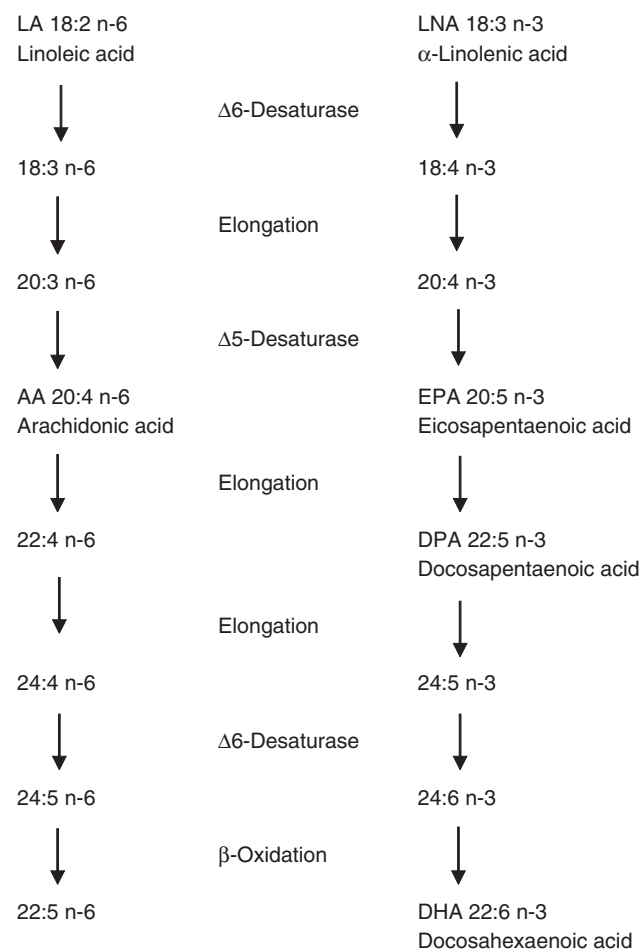 LA 18:2 n-6
Linoleic acid
LNA 18:3 n-3
α-Linolenic acid
Δ6-Desaturase
18:3 n-6
18:4 n-3
Elongation
20:3 n-6
20:4 n-3
Δ5-Desaturase
AA 20:4 n-6
Arachidonic acid
EPA 20:5 n-3
Eicosapentaenoic acid
Elongation
22:4 n-6
DPA 22:5 n-3
Docosapentaenoic acid
Elongation
24:4 n-6
24:5 n-3
Δ6-Desaturase
24:5 n-6
24:6 n-3
β-Oxidation
22:5 n-6
DHA 22:6 n-3
Docosahexaenoic acid